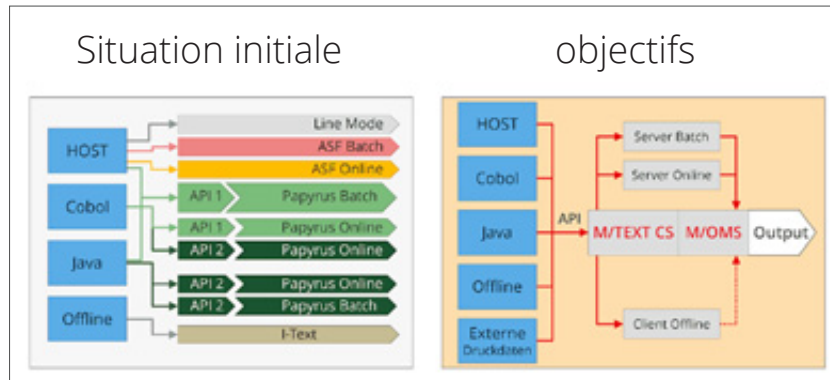 Situation initiale
objectifs
HOST
Cobol
Java
Offline
Line Mode
ASF Batch
ASF Online
API 1 Papyrus Batch
API 1 Papyrus Online
API 2 Papyrus Online
API 2 Papyrus Online
API 2 Papyrus Batch
I-Text
HOST
Cobol
Java
Offline
Externe
Druckdaten
API
Server Batch
Server Online
M/TEXT CS M/OMS Output
Client Offline